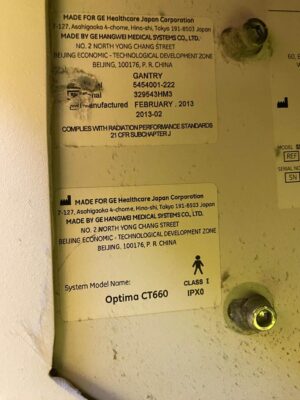 MADE FOR GE Healthcare Japan Corporation
7-127, Asahigaoka 4-chome, Hino-shi, Tokyo 191-8503 Japan
MADE BY GE HANGWEI MEDICAL SYSTEMS CO., LTD.
NO. 2 NORTH YONG CHANG STREET
BEIJING ECONOMIC - TECHNOLOGICAL DEVELOPMENT ZONE
BEIJING, 100176, P. R. CHINA
GANTRY
5454001-222
329543HM3
Manufactured FEBRUARY . 2013
2013-02
COMPLIES WITH RADIATION PERFORMANCE STANDARDS
21 CFR SUBCHAPTER J
MADE FOR GE Healthcare Japan Corporation
7-127, Asahigaoka 4-chome, Hino-shi, Tokyo 191-8503 Japan
MADE BY GE HANGWEI MEDICAL SYSTEMS CO., LTD.
NO. 2 NORTH YONG CHANG STREET
BEIJING ECONOMIC - TECHNOLOGICAL DEVELOPMENT ZONE
BEIJING, 100176, P. R. CHINA
System Model Name:
CLASS I
Optima CT660
IPX0
REF
SN